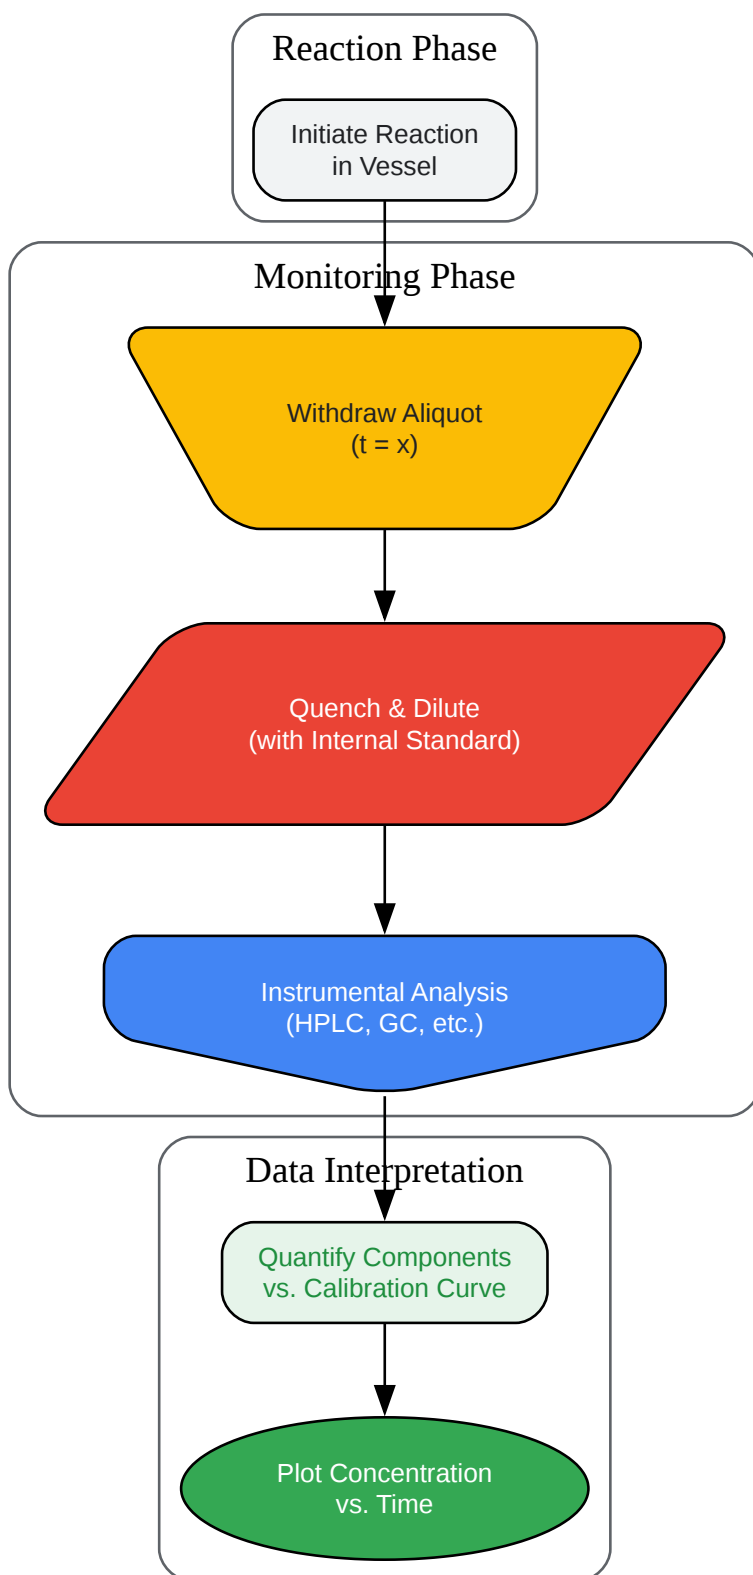 Reaction Phase
Initiate Reaction
in Vessel
Monitoring Phase
Withdraw Aliquot
(t = x)
Quench & Dilute
(with Internal Standard)
Instrumental Analysis
(HPLC, GC, etc.)
Data Interpretation
Quantify Components
vs. Calibration Curve
Plot Concentration
vs. Time